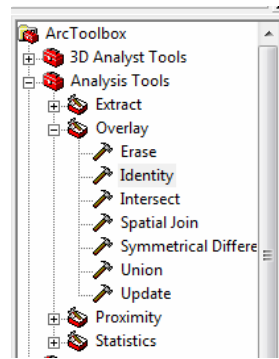 ArcToolbox
3D Analyst Tools
Analysis Tools
Extract
Overlay
Erase
Identity
Intersect
Spatial Join
Symmetrical Differe
Union
Update
Proximity
Statistics